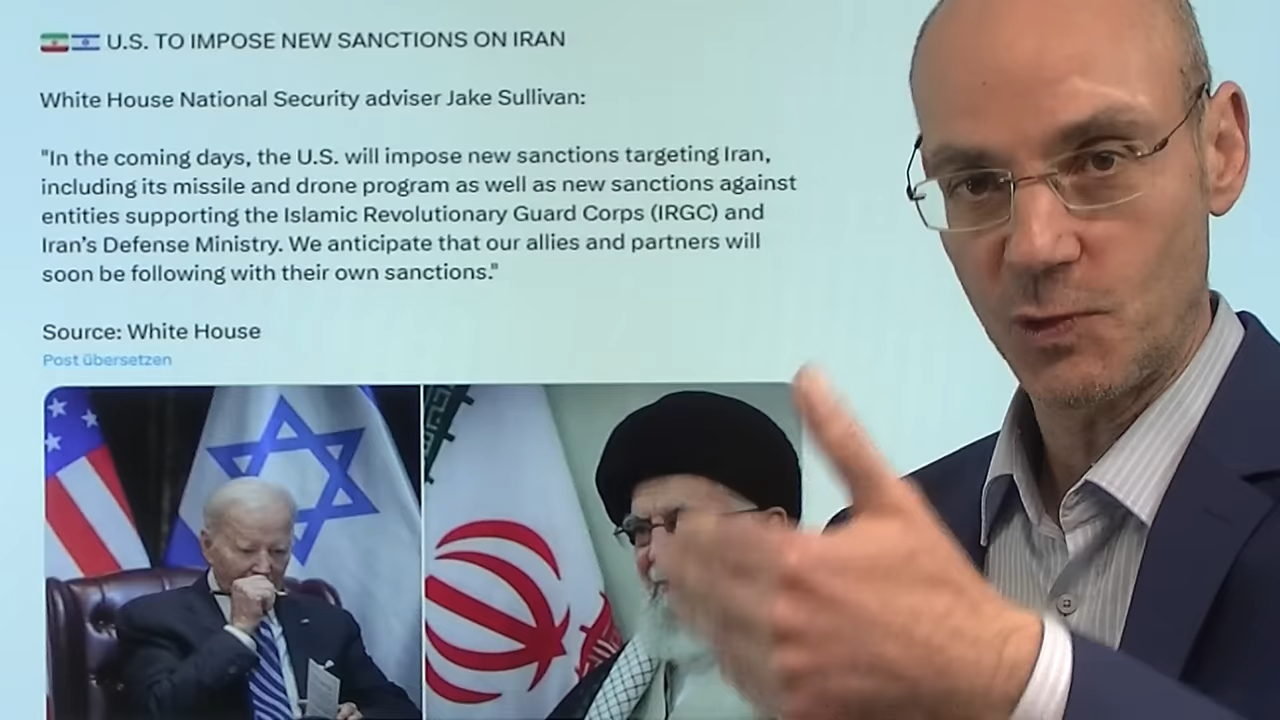 U.S. TO IMPOSE NEW SANCTIONS ON IRAN
White House National Security adviser Jake Sullivan:
"In the coming days, the U.S. will impose new sanctions targeting Iran,
including its missile and drone program as well as new sanctions against
entities supporting the Islamic Revolutionary Guard Corps (IRGC) and
Iran's Defense Ministry. We anticipate that our allies and partners will
soon be following with their own sanctions."
Source: White House
Post übersetzen